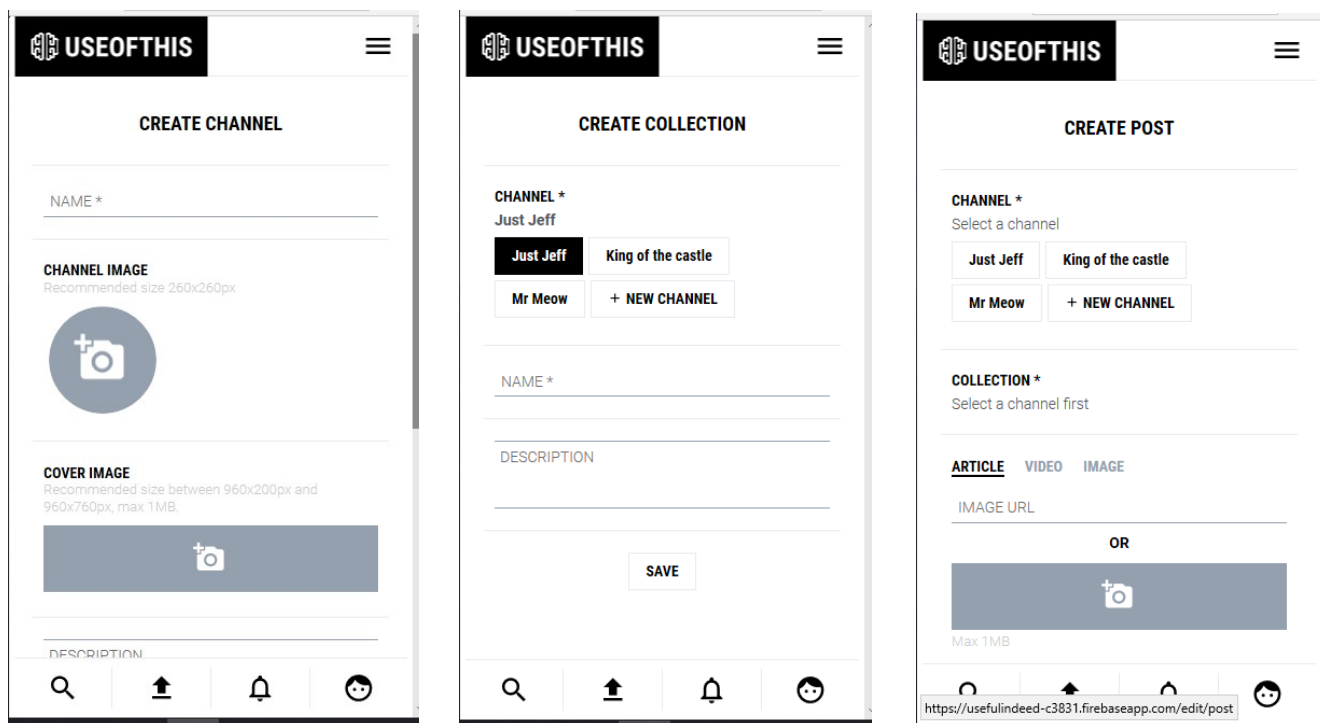 USEOFTHIS
CREATE CHANNEL
NAME *
CHANNEL IMAGE
Recommended size 260x260px
COVER IMAGE
Recommended size between 960x200px and
960x760px, max 1MB.
DESCRIPTION
USEOFTHIS
CREATE COLLECTION
CHANNEL *
Just Jeff
Just Jeff King of the castle
Mr Meow + NEW CHANNEL
NAME *
DESCRIPTION
SAVE
USEOFTHIS
CREATE POST
CHANNEL *
Select a channel
Just Jeff King of the castle
Mr Meow + NEW CHANNEL
COLLECTION *
Select a channel first
ARTICLE VIDEO IMAGE
IMAGE URL
OR
Max 1MB
https://usefulindeed-c3831.firebaseapp.com/edit/post